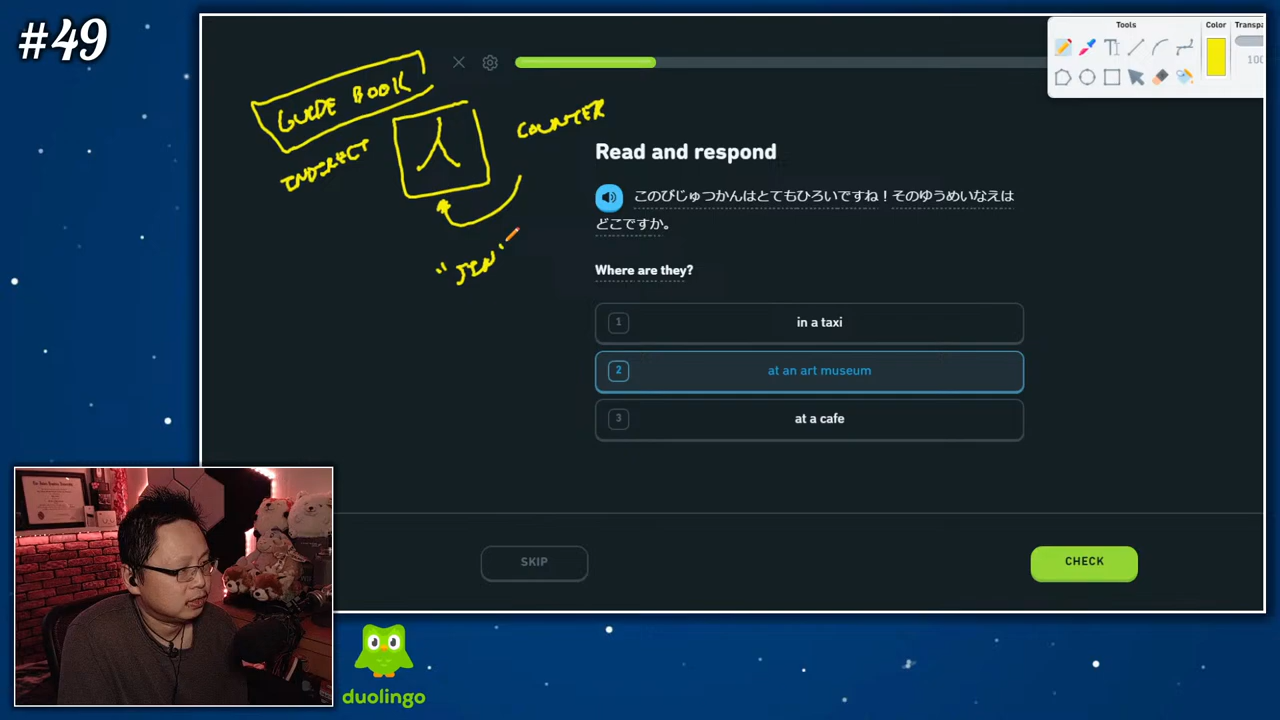 #49
GUIDE BOOK
INDIRECT
人
COUNTER
"JIN"
Tools
Color
Transpa
100
Read and respond
このびじゅつかんはとてもひろいですね！そのゆうめいなえは
どこですか。
Where are they?
1 in a taxi
2 at an art museum
3 at a cafe
SKIP
CHECK
duolingo